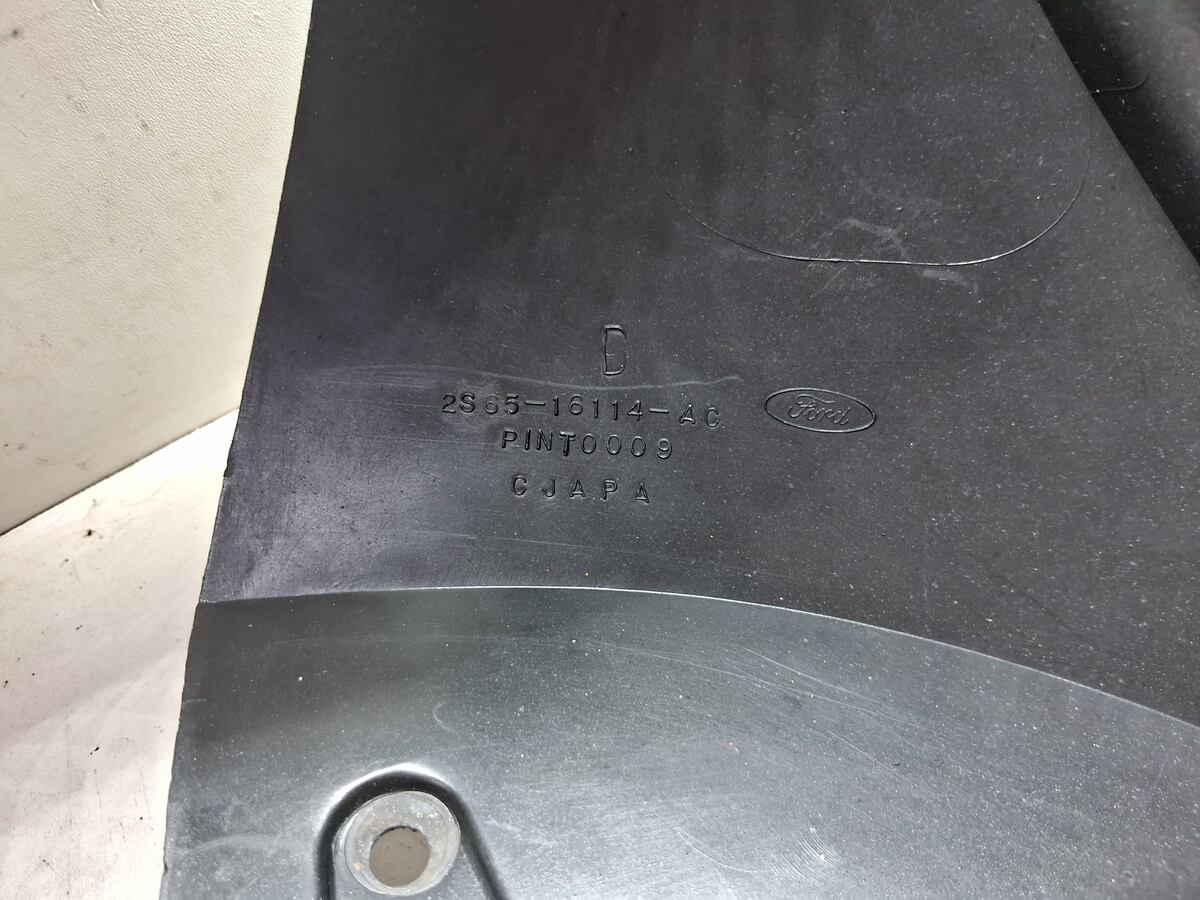 D
2S65-16114-AC
Ford
PINT0009
CJAPA